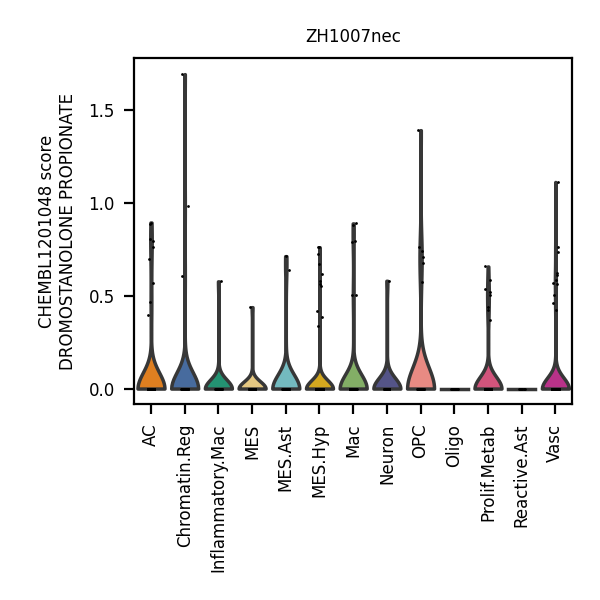 ZH1007nec
CHEMBL1201048 score
DROMOSTANOLONE PROPIONATE
1.5
1.0
0.5
0.0
AC
Chromatin.Reg
Inflammatory.Mac
MES
MES.Ast
MES.Hyp
Mac
Neuron
OPC
Oligo
Prolif.Metab
Reactive.Ast
Vasc